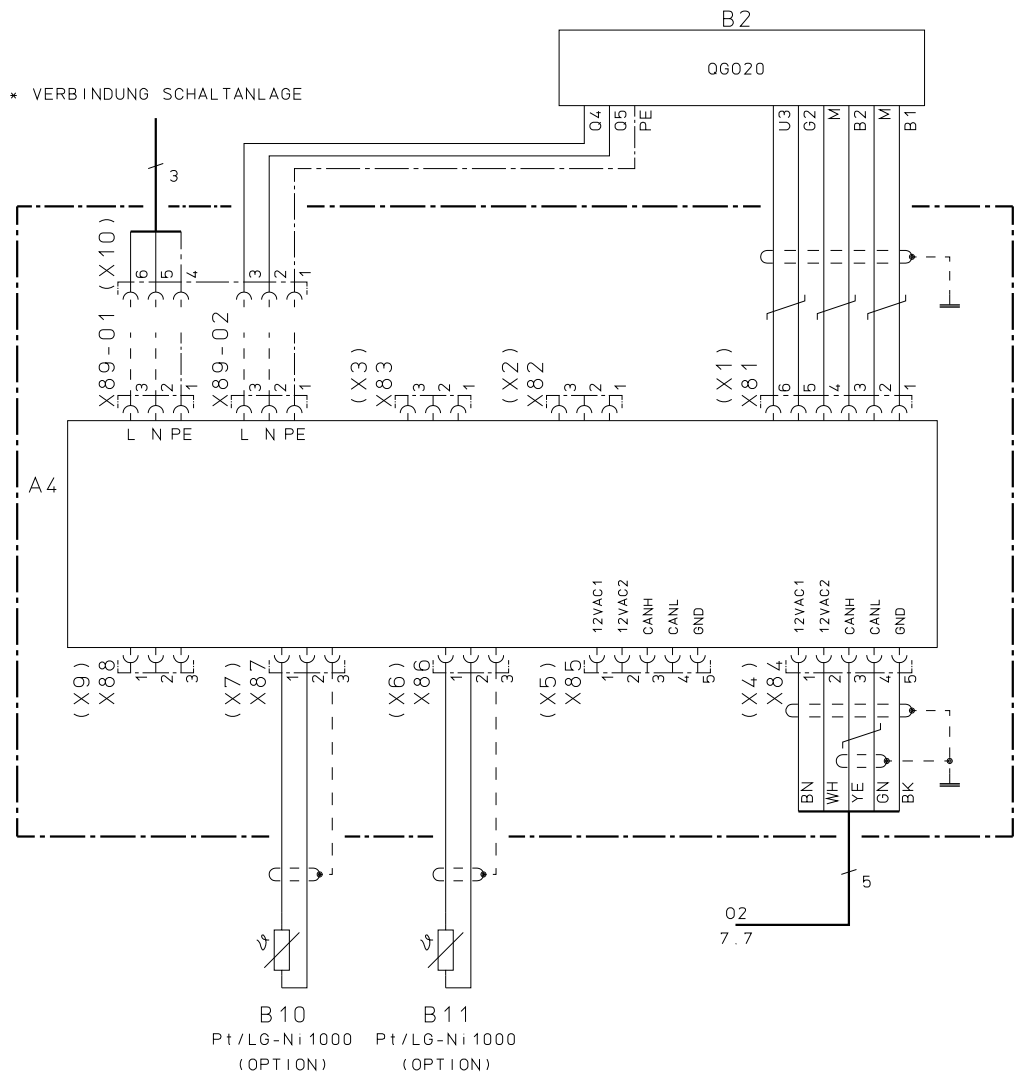 B2
QGO20
* VERBINDUNG SCHALTANLAGE
Q4 Q5 PE
U3 G2 M B2 M B1
3
(X10)
6 5 4 3 2 1
X89-01
3 2 1
X89-02
3 2 1
(X3)
X83
3 2 1
(X2)
X82
3 2 1
(X1)
X81
6 5 4 3 2 1
L N PE L N PE
A4
12VAC1 12VAC2 CANH CANL GND
12VAC1 12VAC2 CANH CANL GND
(X9)
X88
1 2 3
(X7)
X87
1 2 3
(X6)
X86
1 2 3
(X5)
X85
1 2 3 4 5
(X4)
X84
1 2 3 4 5
BN WH YE GN BK
5
02
7.7
B10
Pt/LG-Ni1000
(OPTION)
B11
Pt/LG-Ni1000
(OPTION)